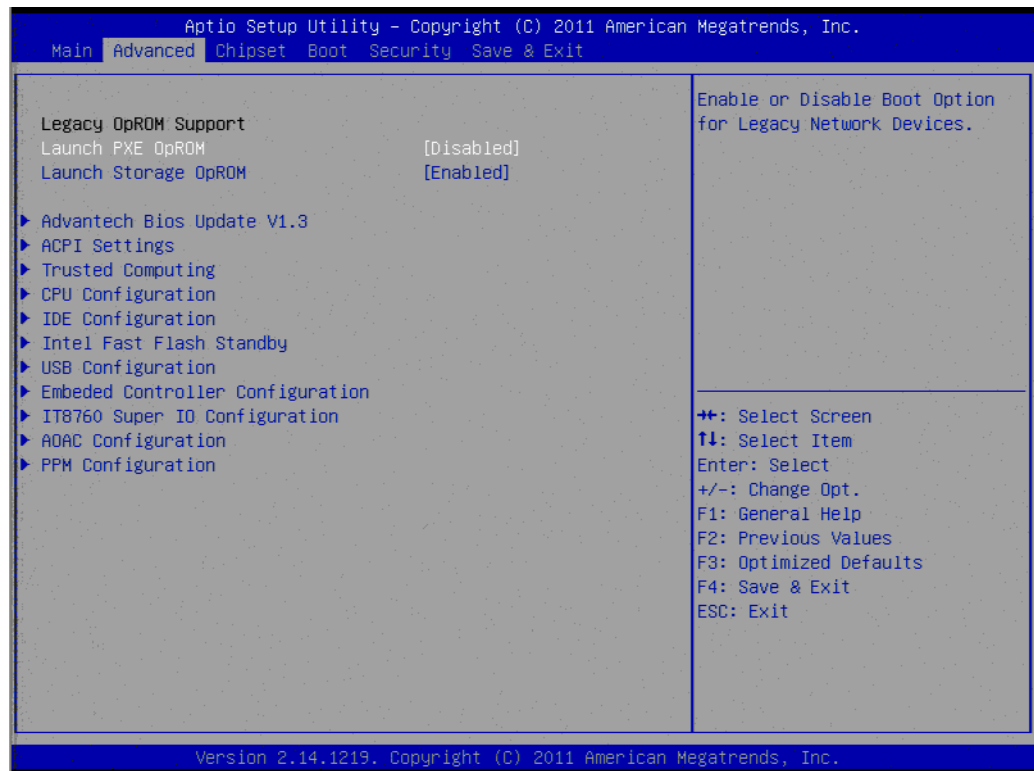 Aptio Setup Utility – Copyright (C) 2011 American Megatrends, Inc.
Main Advanced Chipset Boot Security Save & Exit
Legacy OpROM Support
Launch PXE OpROM [Disabled]
Launch Storage OpROM [Enabled]
Advantech Bios Update V1.3
ACPI Settings
Trusted Computing
CPU Configuration
IDE Configuration
Intel Fast Flash Standby
USB Configuration
Embeded Controller Configuration
IT8760 Super IO Configuration
AOAC Configuration
PPM Configuration
Enable or Disable Boot Option
for Legacy Network Devices.
→←: Select Screen
↑↓: Select Item
Enter: Select
+/-: Change Opt.
F1: General Help
F2: Previous Values
F3: Optimized Defaults
F4: Save & Exit
ESC: Exit
Version 2.14.1219. Copyright (C) 2011 American Megatrends, Inc.